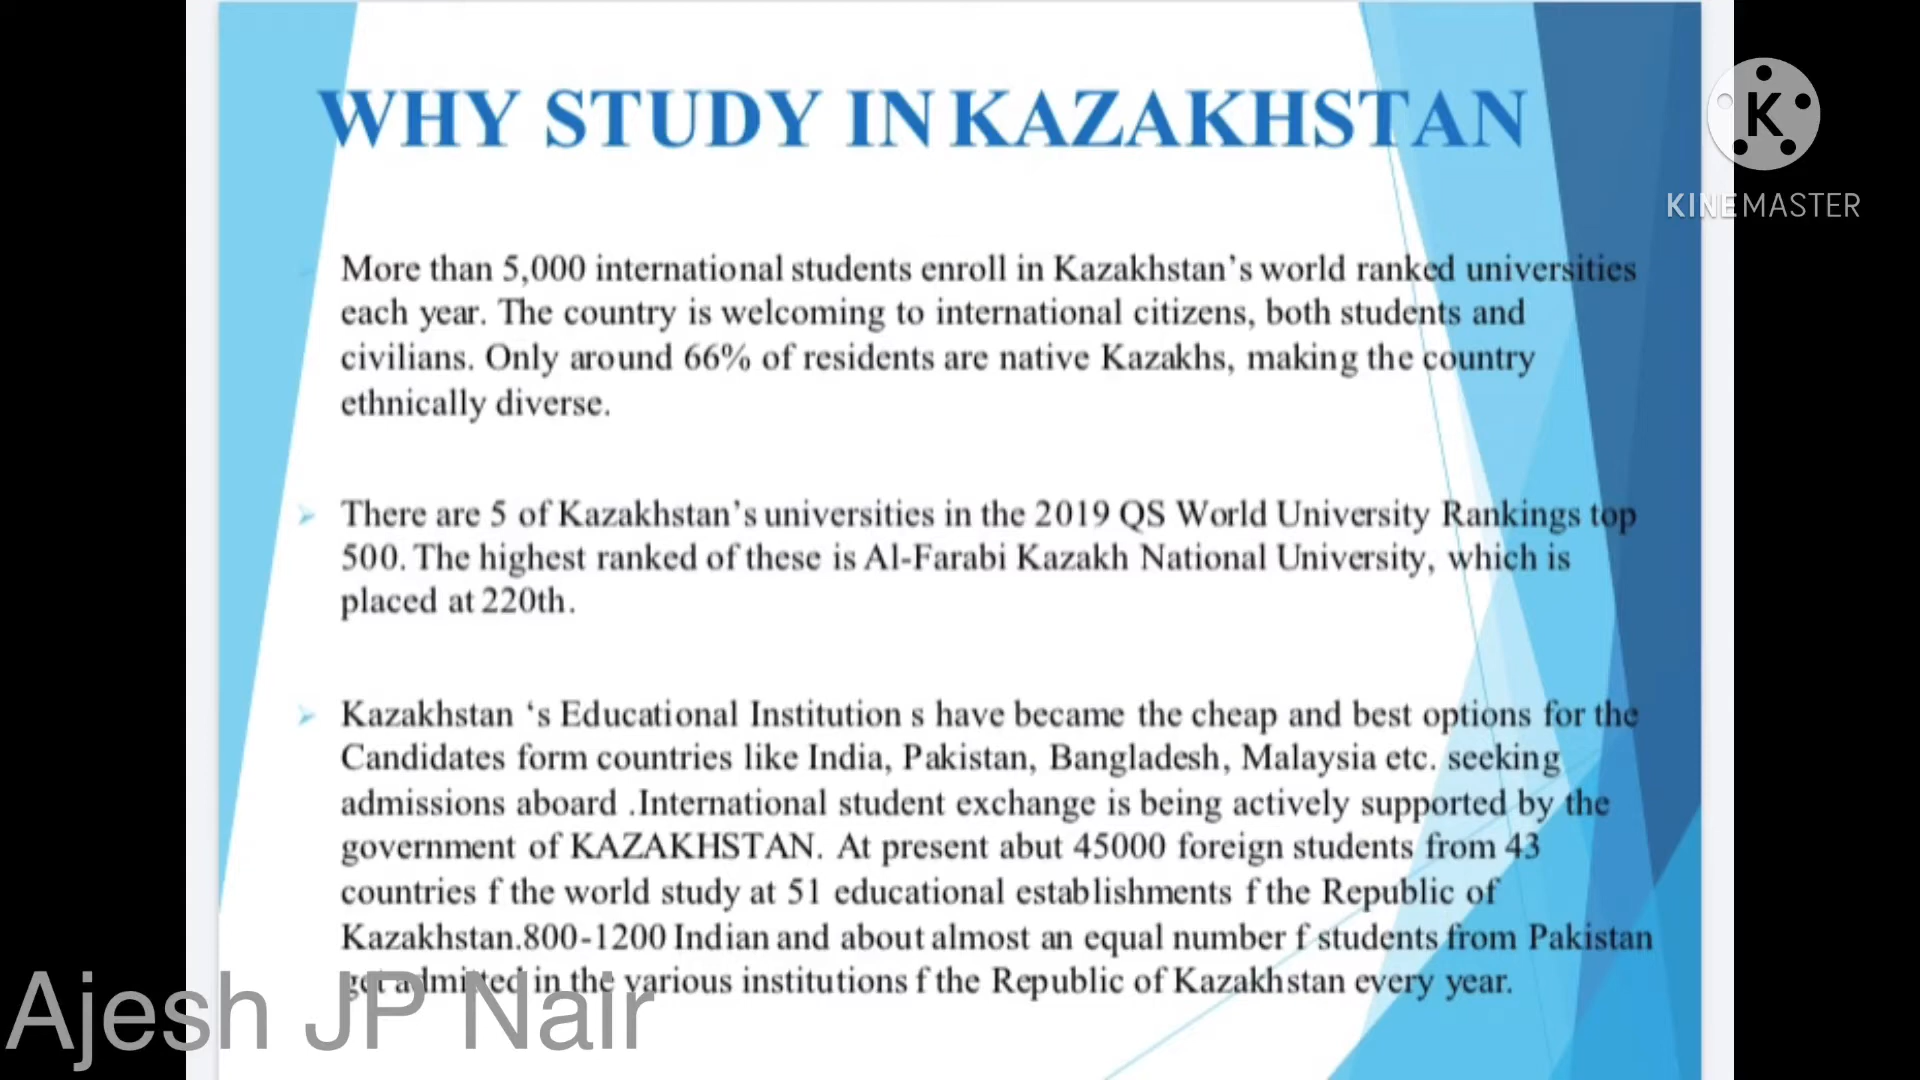 WHY STUDY IN KAZAKHSTAN
KINEMASTER
More than 5,000 international students enroll in Kazakhstan’s world ranked universities
each year. The country is welcoming to international citizens, both students and
civilians. Only around 66% of residents are native Kazakhs, making the country
ethnically diverse.
There are 5 of Kazakhstan’s universities in the 2019 QS World University Rankings top
500. The highest ranked of these is Al-Farabi Kazakh National University, which is
placed at 220th.
Kazakhstan ‘s Educational Institution s have became the cheap and best options for the
Candidates form countries like India, Pakistan, Bangladesh, Malaysia etc. seeking
admissions aboard .International student exchange is being actively supported by the
government of KAZAKHSTAN. At present abut 45000 foreign students from 43
countries f the world study at 51 educational establishments f the Republic of
Kazakhstan.800-1200 Indian and about almost an equal number f students from Pakistan
get admitted in the various institutions f the Republic of Kazakhstan every year.
Ajesh JP Nair